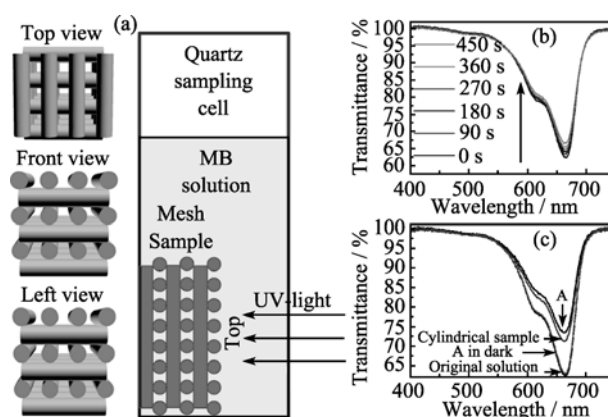 Top view
Front view
Left view
(a)
Quartz
sampling
cell
MB
solution
Mesh
Sample
Top
UV-light
(b)
Transmittance / %
100
95
90
85
80
75
70
65
60
450 s
360 s
270 s
180 s
90 s
0 s
400 500 600 700
Wavelength / nm
(c)
Transmittance / %
100
95
90
85
80
75
70
65
A
Cylindrical sample
A in dark
Original solution
400 500 600 700
Wavelength / nm